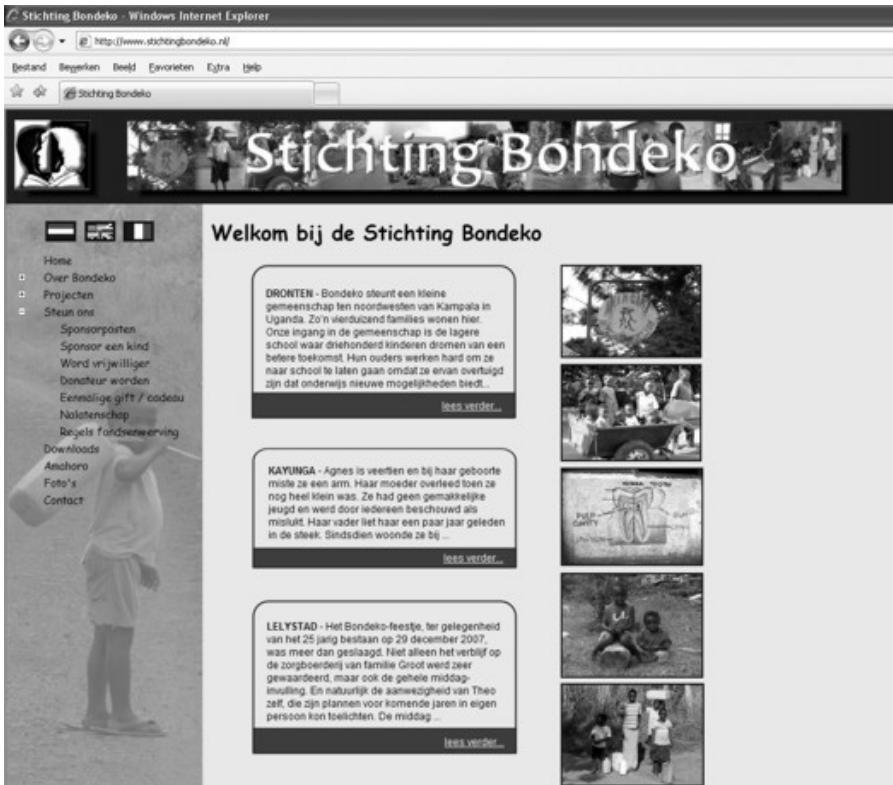 Stichting Bondeko - Windows Internet Explorer
http://www.stichtingbondeko.nl/
Bestand Bewerken Beeld Favorieten Extra Help
Stichting Bondeko
Stichting Bondeko
Welkom bij de Stichting Bondeko
Home
Over Bondeko
Projecten
Steun ons
Sponsorposten
Sponsor een kind
Word vrijwilliger
Donateur worden
Eenmalige gift / cadeau
Nalatenschap
Regels fondsenwerving
Downloads
Amahoro
Foto's
Contact
DRONTEN - Bondeko steunt een kleine
gemeenschap ten noordwesten van Kampala in
Uganda. Zo'n vierduizend families wonen hier.
Onze ingang in de gemeenschap is de lagere
school waar driehonderd kinderen dromen van een
betere toekomst. Hun ouders werken hard om ze
naar school te laten gaan omdat ze ervan overtuigd
zijn dat onderwijs nieuwe mogelijkheden biedt...
lees verder...
KAYUNGA - Agnes is veertien en bij haar geboorte
miste ze een arm. Haar moeder overleed toen ze
nog heel klein was. Ze had geen gemakkelijke
jeugd en werd door iedereen beschouwd als
mislukt. Haar vader liet haar een paar jaar geleden
in de steek. Sindsdien woonde ze bij ...
lees verder...
LELYSTAD - Het Bondeko-feestje, ter gelegenheid
van het 25 jarig bestaan op 29 december 2007,
was meer dan geslaagd. Niet alleen het verblijf op
de zorgboerderij van familie Groot werd zeer
gewaardeerd, maar ook de gehele middag-
invulling. En natuurlijk de aanwezigheid van Theo
zelf, die zijn plannen voor komende jaren in eigen
persoon kon toelichten. De middag ...
lees verder...
TOOTH
PULP
CAVITY